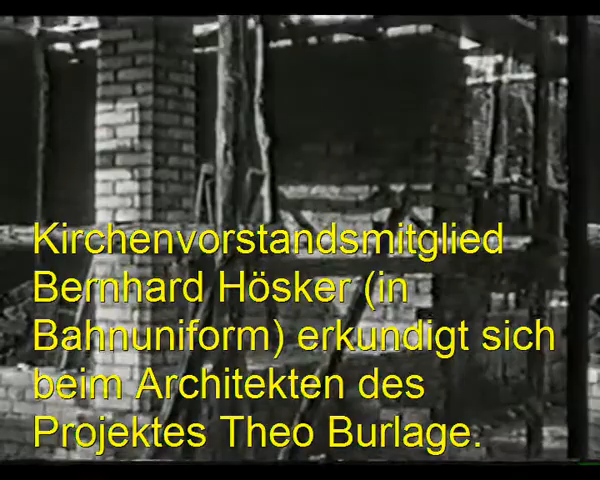 Kirchenvorstandsmitglied
Bernhard Hösker (in
Bahnuniform) erkundigt sich
beim Architekten des
Projektes Theo Burlage.